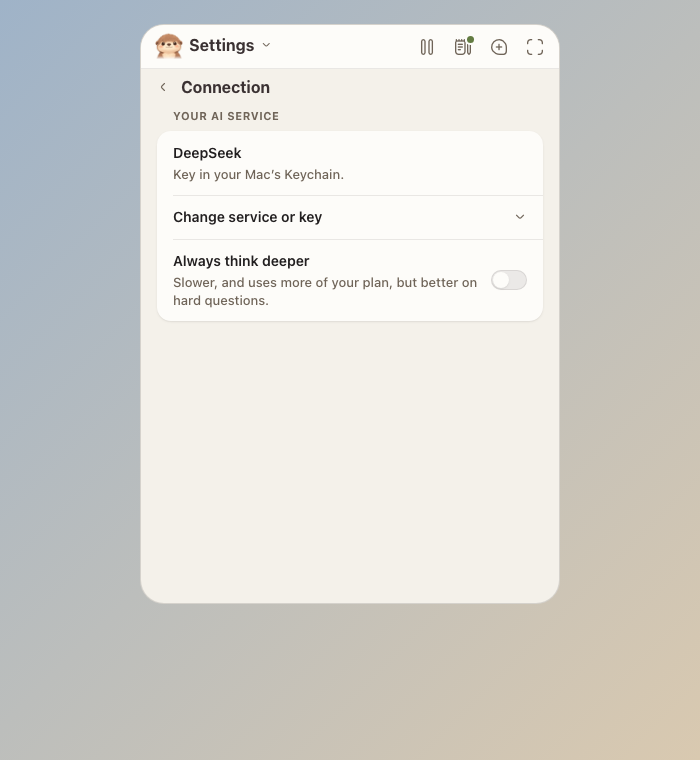 Settings
Connection
YOUR AI SERVICE
DeepSeek
Key in your Mac's Keychain.
Change service or key
Always think deeper
Slower, and uses more of your plan, but better on
hard questions.